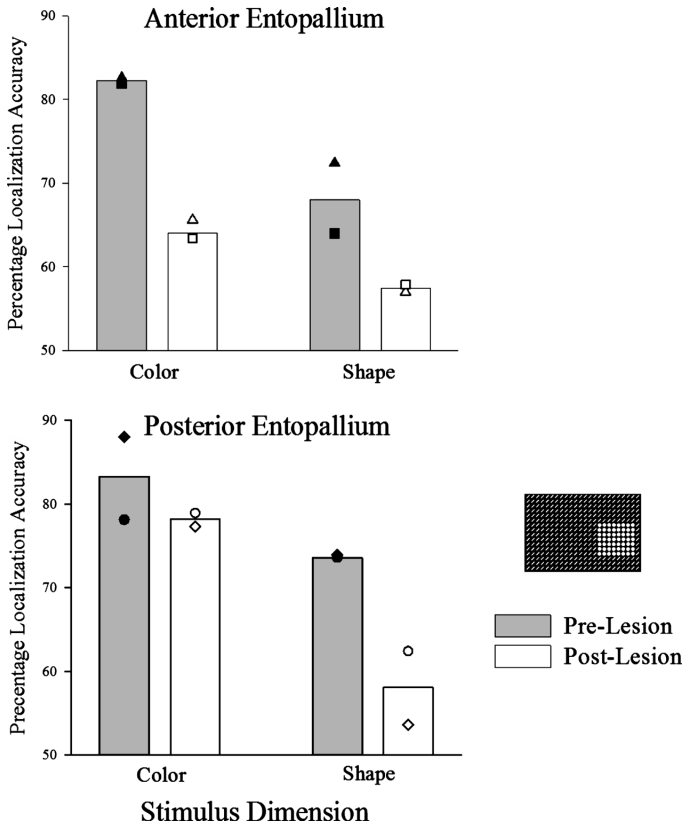 Anterior Entopallium
Percentage Localization Accuracy
90
80
70
60
50
Color Shape
Posterior Entopallium
Precentage Localization Accuracy
90
80
70
60
50
Color Shape
Stimulus Dimension
Pre-Lesion
Post-Lesion